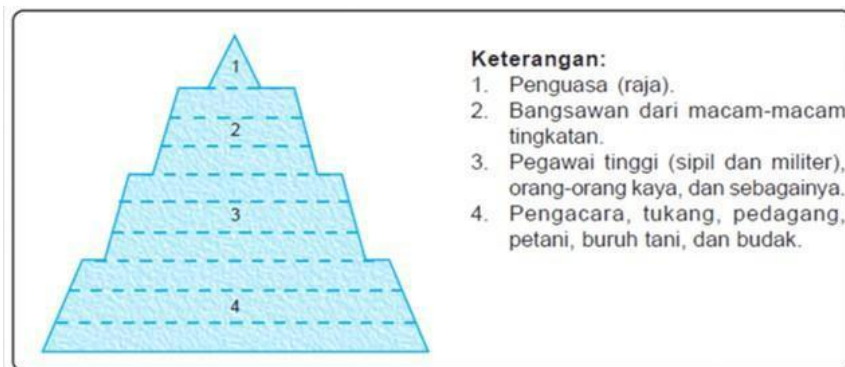 1
2
3
4
Keterangan:
1. Penguasa (raja).
2. Bangsawan dari macam-macam
tingkatan.
3. Pegawai tinggi (sipil dan militer),
orang-orang kaya, dan sebagainya.
4. Pengacara, tukang, pedagang,
petani, buruh tani, dan budak.